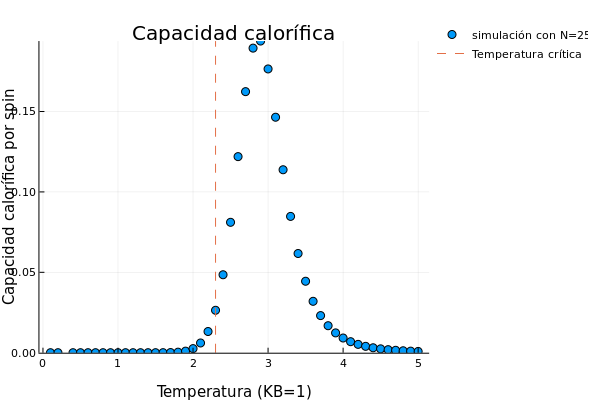 Capacidad calorífica
simulación con N=25
Temperatura crítica
Capacidad calorífica por spin
0.15
0.10
0.05
0.00
0 1 2 3 4 5
Temperatura (KB=1)